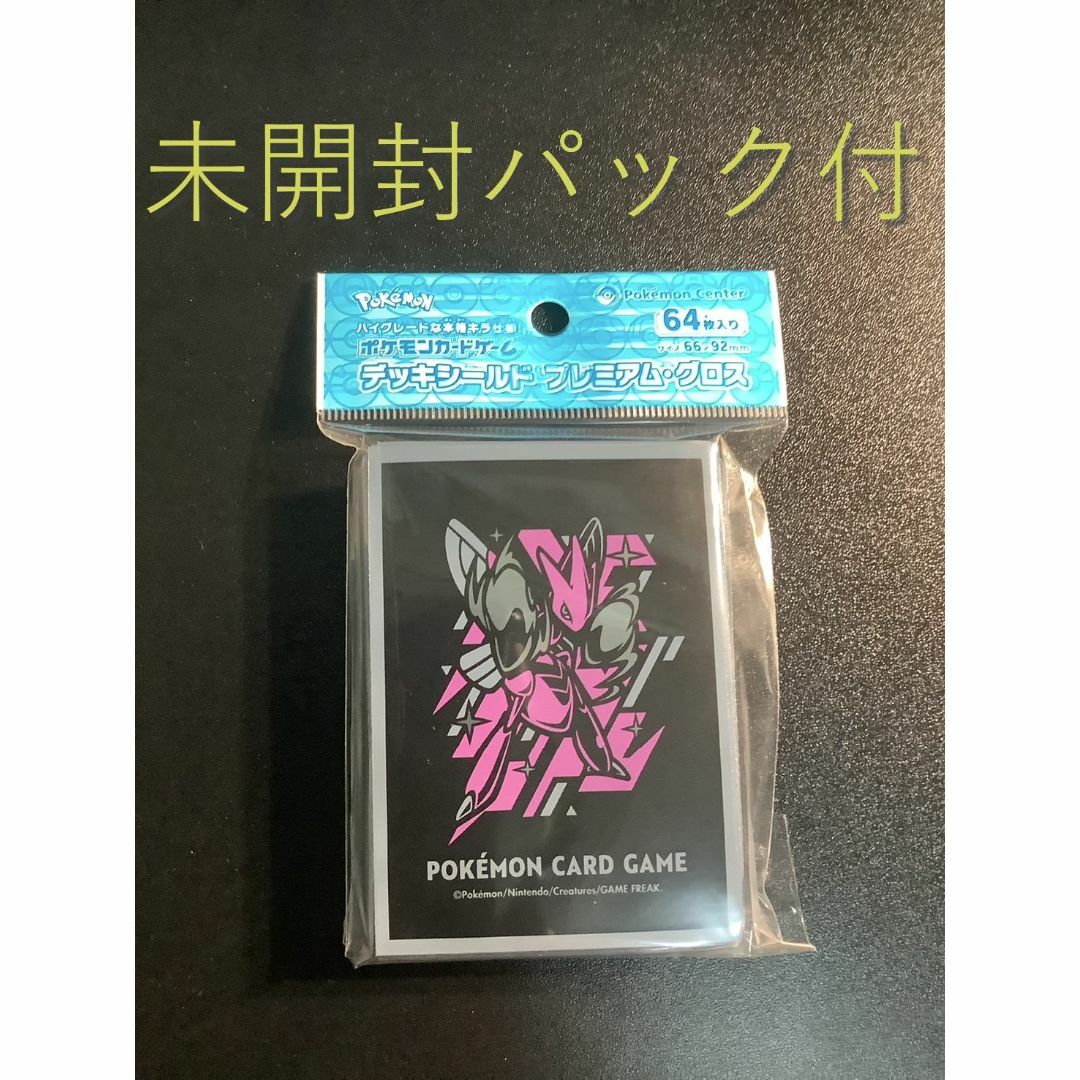 未開封パック付
Pokémon
Pokémon Center
ハイグレードな本格キラ仕様!
64枚入り
ポケモンカードゲーム
サイズ 66×92mm
デッキシールド プレミアム・グロス
POKÉMON CARD GAME
©Pokémon/Nintendo/Creatures/GAME FREAK.